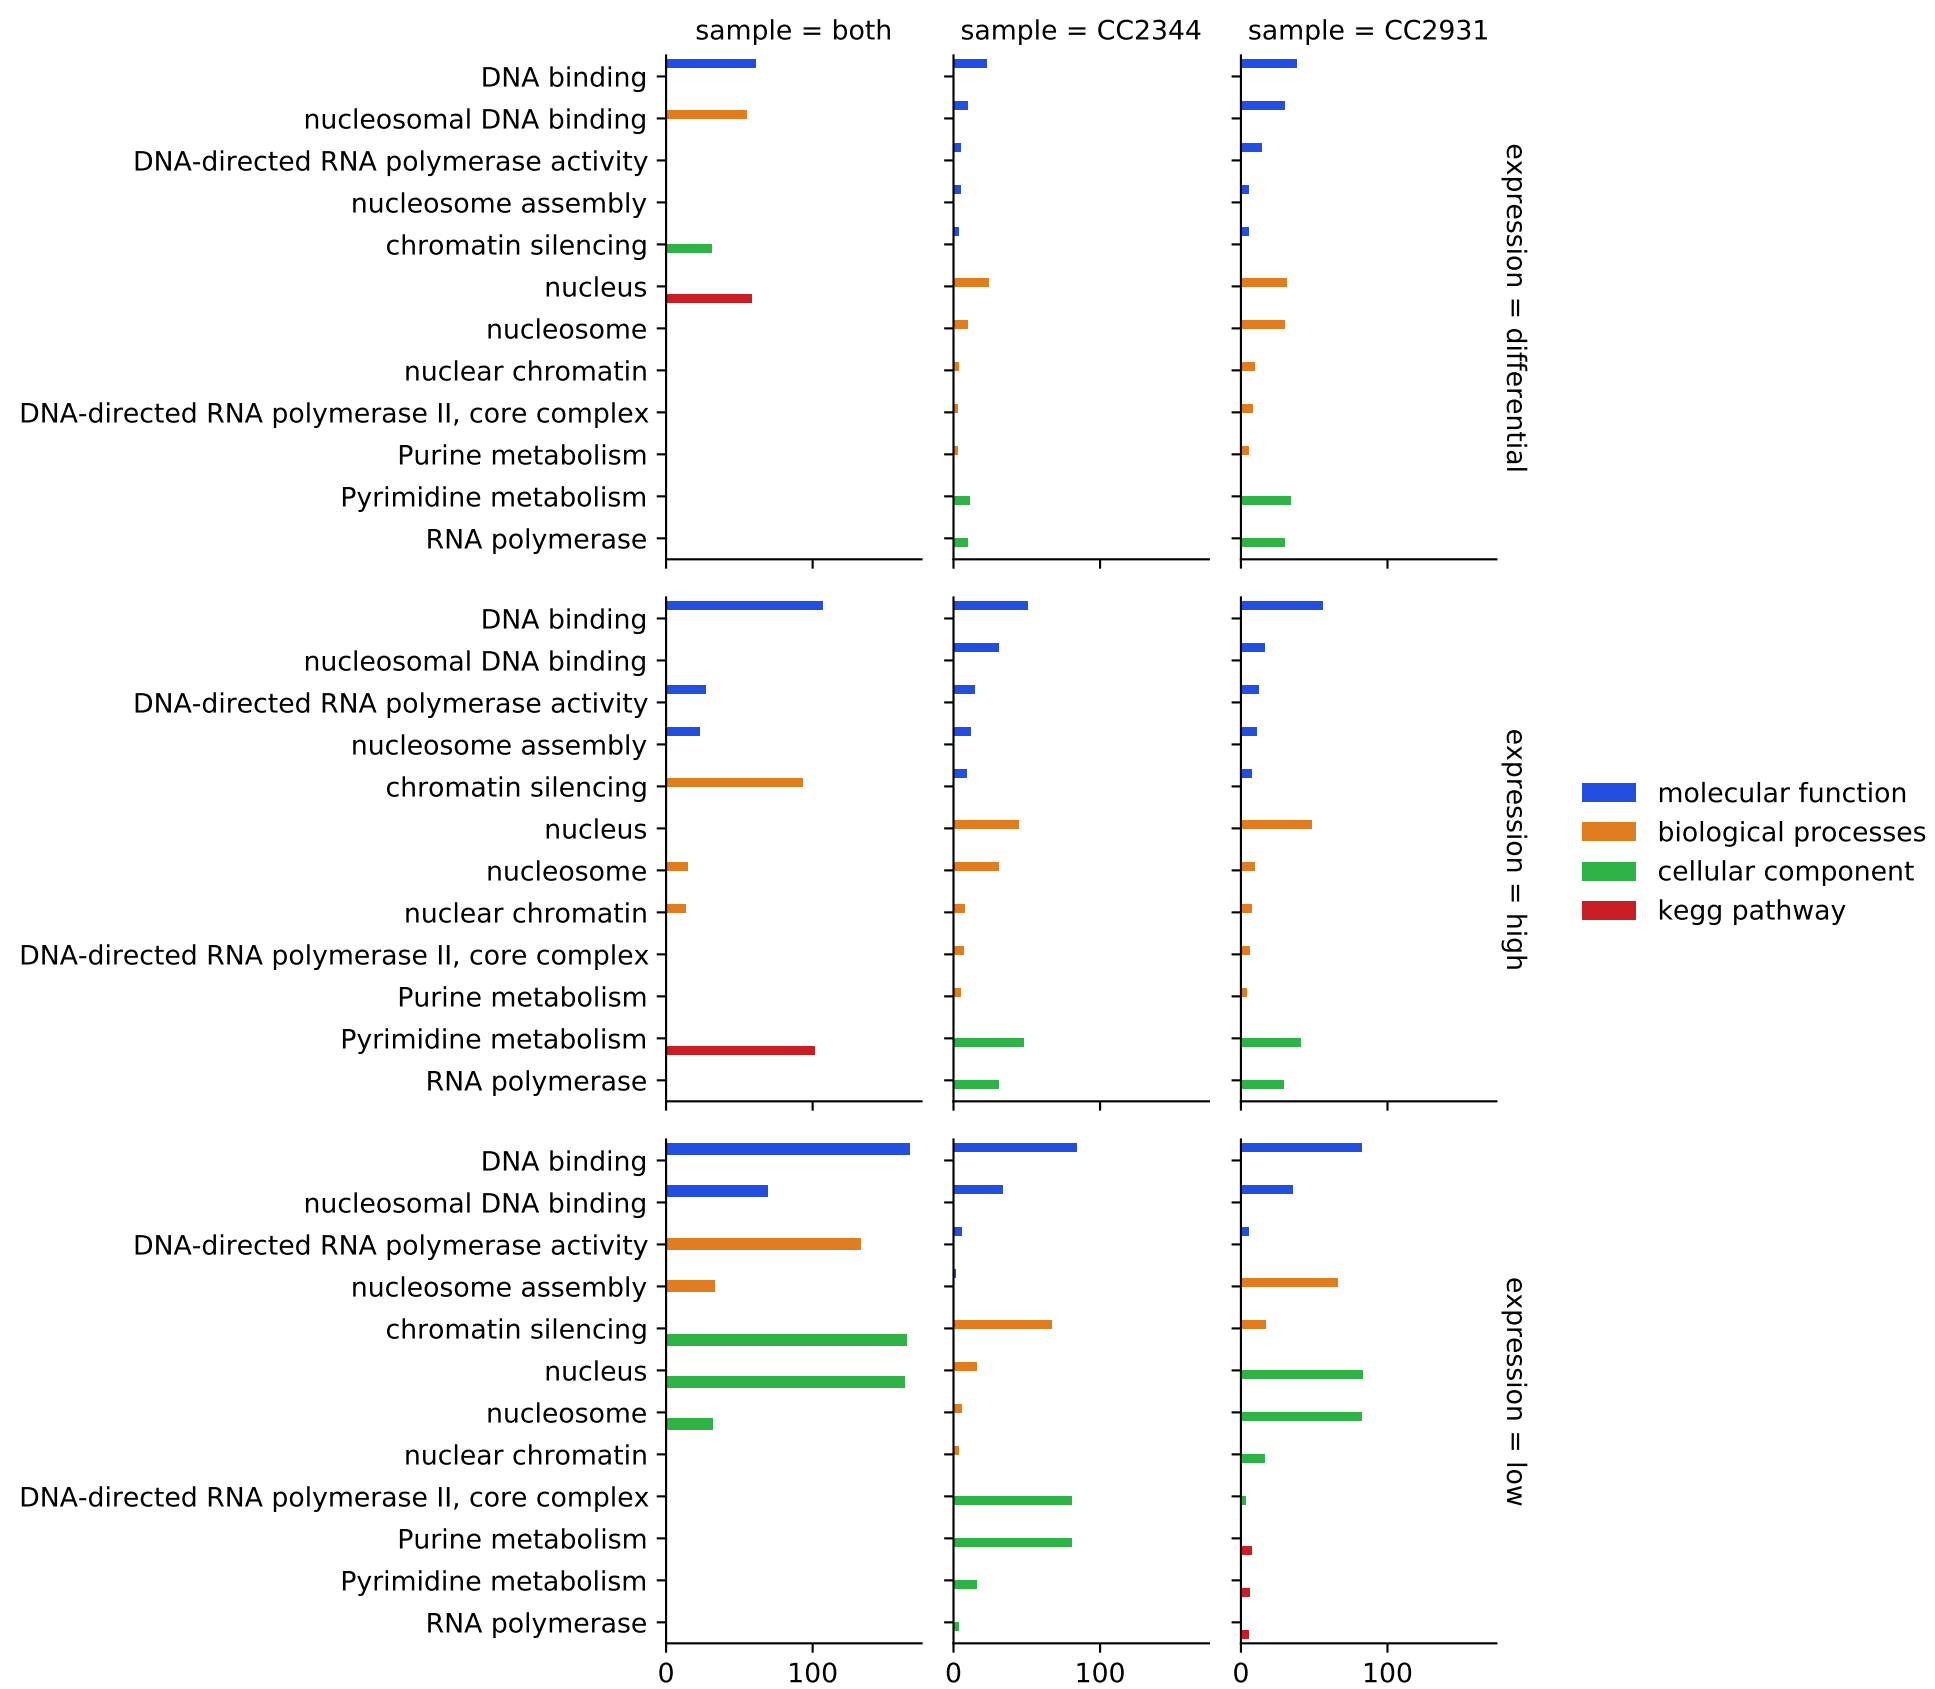 sample = both
sample = CC2344
sample = CC2931
DNA binding
nucleosomal DNA binding
DNA-directed RNA polymerase activity
nucleosome assembly
chromatin silencing
nucleus
nucleosome
nuclear chromatin
DNA-directed RNA polymerase II, core complex
Purine metabolism
Pyrimidine metabolism
RNA polymerase
expression = differential
DNA binding
nucleosomal DNA binding
DNA-directed RNA polymerase activity
nucleosome assembly
chromatin silencing
nucleus
nucleosome
nuclear chromatin
DNA-directed RNA polymerase II, core complex
Purine metabolism
Pyrimidine metabolism
RNA polymerase
expression = high
molecular function
biological processes
cellular component
kegg pathway
DNA binding
nucleosomal DNA binding
DNA-directed RNA polymerase activity
nucleosome assembly
chromatin silencing
nucleus
nucleosome
nuclear chromatin
DNA-directed RNA polymerase II, core complex
Purine metabolism
Pyrimidine metabolism
RNA polymerase
expression = low
0 100
0 100
0 100